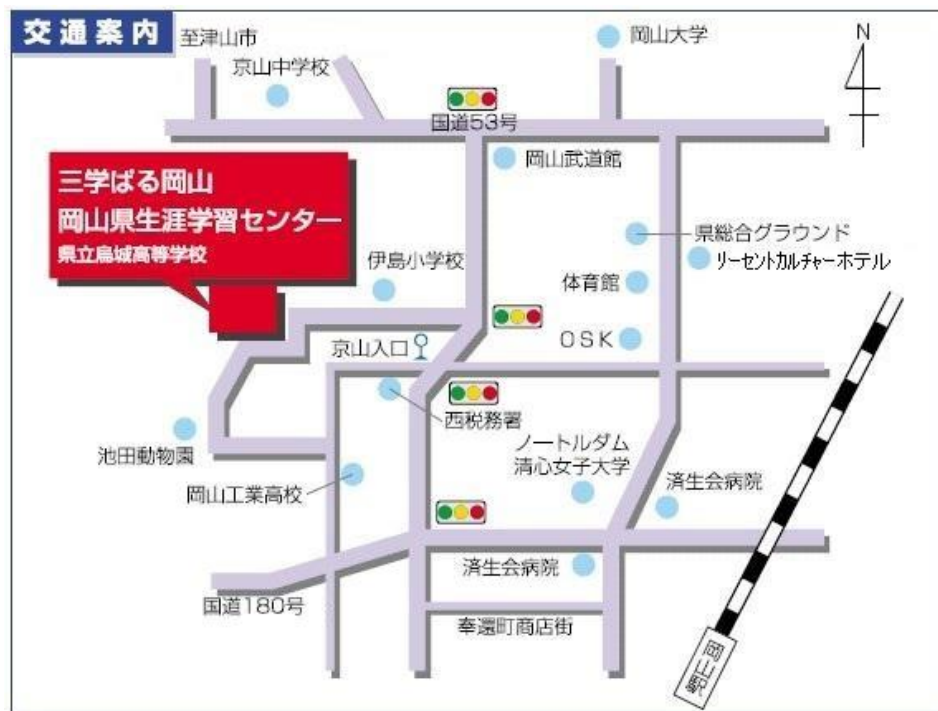 交通案内
至津山市
岡山大学
N
京山中学校
国道53号
岡山武道館
三学ばる岡山
岡山県生涯学習センター
県立烏城高等学校
県総合グラウンド
リーセントカルチャーホテル
伊島小学校
体育館
京山入口
OSK
西税務署
池田動物園
ノートルダム
清心女子大学
岡山工業高校
済生会病院
済生会病院
国道180号
奉還町商店街
岡山駅